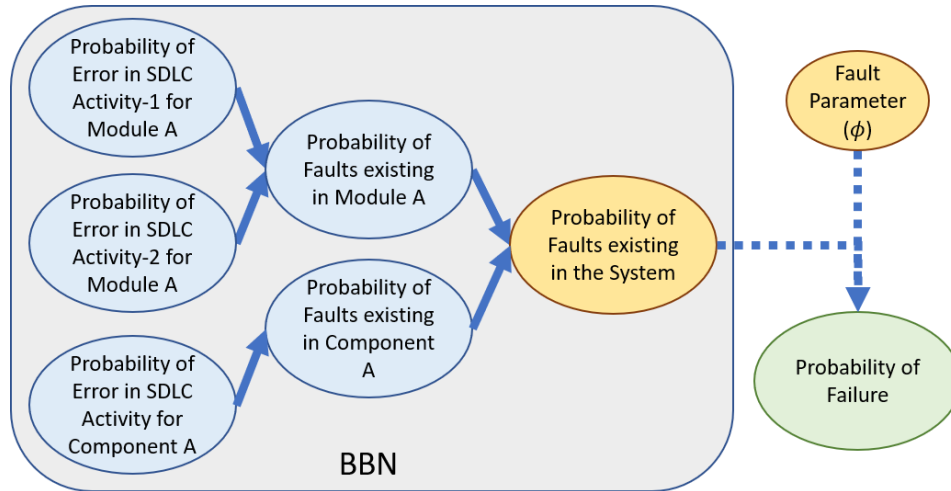 Probability of
Error in SDLC
Activity-1 for
Module A
Probability of
Error in SDLC
Activity-2 for
Module A
Probability of
Error in SDLC
Activity for
Component A
Probability of
Faults existing
in Module A
Probability of
Faults existing
in Component
A
Probability of
Faults existing
in the System
BBN
Fault
Parameter
(ϕ)
Probability of
Failure